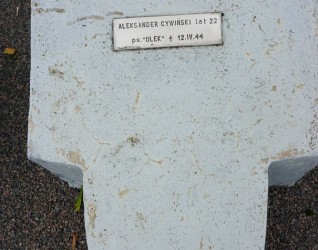 ALEKSANDER CYWIŃSKI lat 22
ps. "OLEK" † 12.IV.44